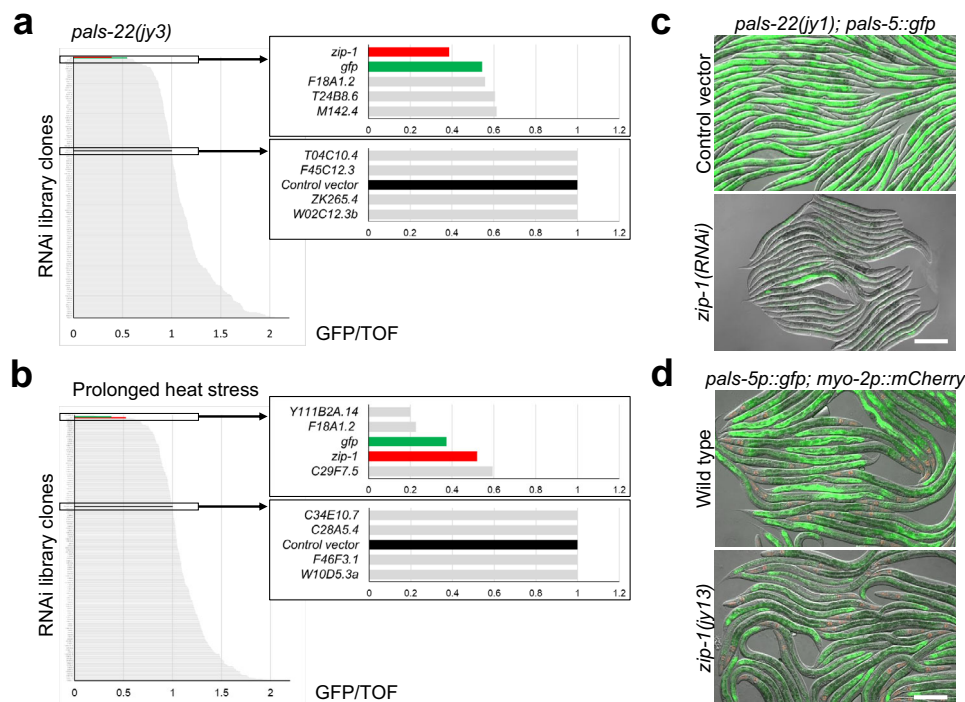 a
pals-22(jy3)
RNAi library clones
zip-1
gfp
F18A1.2
T24B8.6
M142.4
0 0.2 0.4 0.6 0.8 1 1.2
T04C10.4
F45C12.3
Control vector
ZK265.4
W02C12.3b
0 0.2 0.4 0.6 0.8 1 1.2
0 0.5 1 1.5 2
GFP/TOF
b
Prolonged heat stress
RNAi library clones
Y111B2A.14
F18A1.2
gfp
zip-1
C29F7.5
0 0.2 0.4 0.6 0.8 1 1.2
C34E10.7
C28A5.4
Control vector
F46F3.1
W10D5.3a
0 0.2 0.4 0.6 0.8 1 1.2
0 0.5 1 1.5 2
GFP/TOF
c
pals-22(jy1); pals-5::gfp
Control vector
zip-1(RNAi)
d
pals-5p::gfp; myo-2p::mCherry
Wild type
zip-1(jy13)